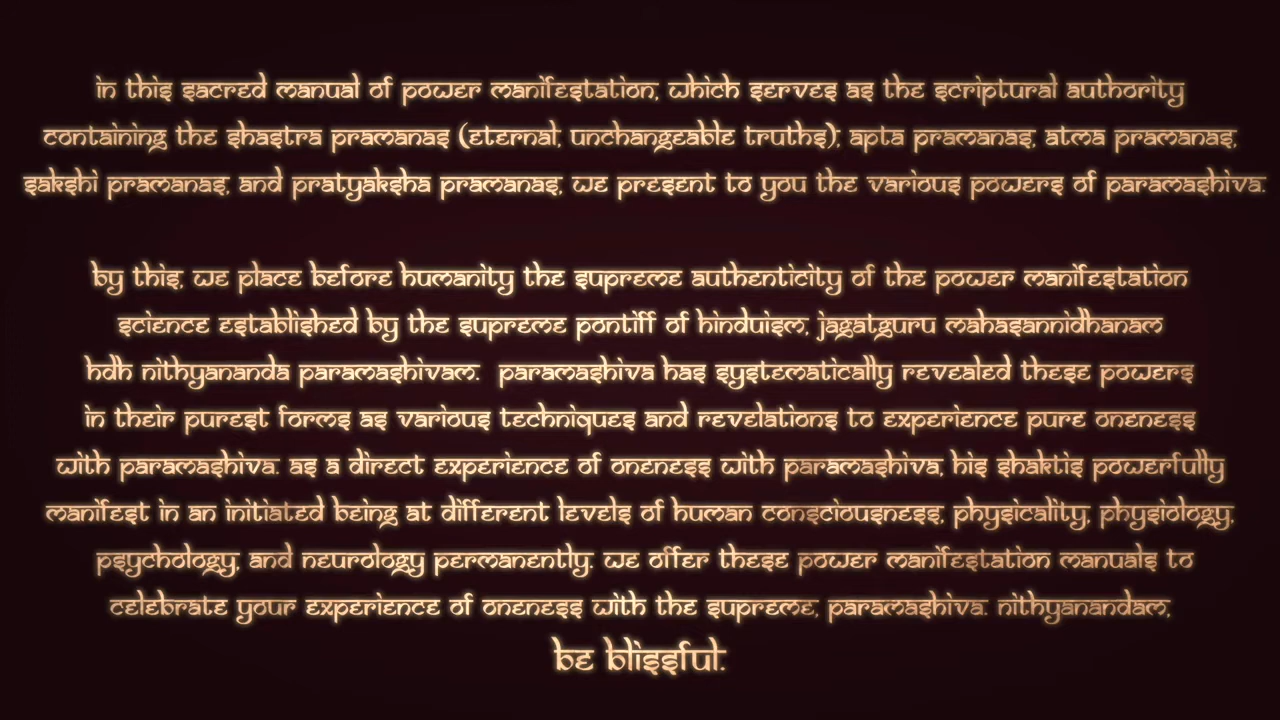 in this sacred manual of power manifestation, which serves as the scriptural authority
containing the shastra pramanas (eternal, unchangeable truths); apta pramanas, atma pramanas,
sakshi pramanas, and pratyaksha pramanas, we present to you the various powers of paramashiva.
by this, we place before humanity the supreme authenticity of the power manifestation
science established by the supreme pontiff of hinduism, jagatguru mahasannidhanam
hdh nithyananda paramashivam. paramashiva has systematically revealed these powers
in their purest forms as various techniques and revelations to experience pure oneness
with paramashiva. as a direct experience of oneness with paramashiva, his shaktis powerfully
manifest in an initiated being at different levels of human consciousness, physicality, physiology,
psychology, and neurology permanently. we offer these power manifestation manuals to
celebrate your experience of oneness with the supreme, paramashiva. nithyanandam,
be blissful.